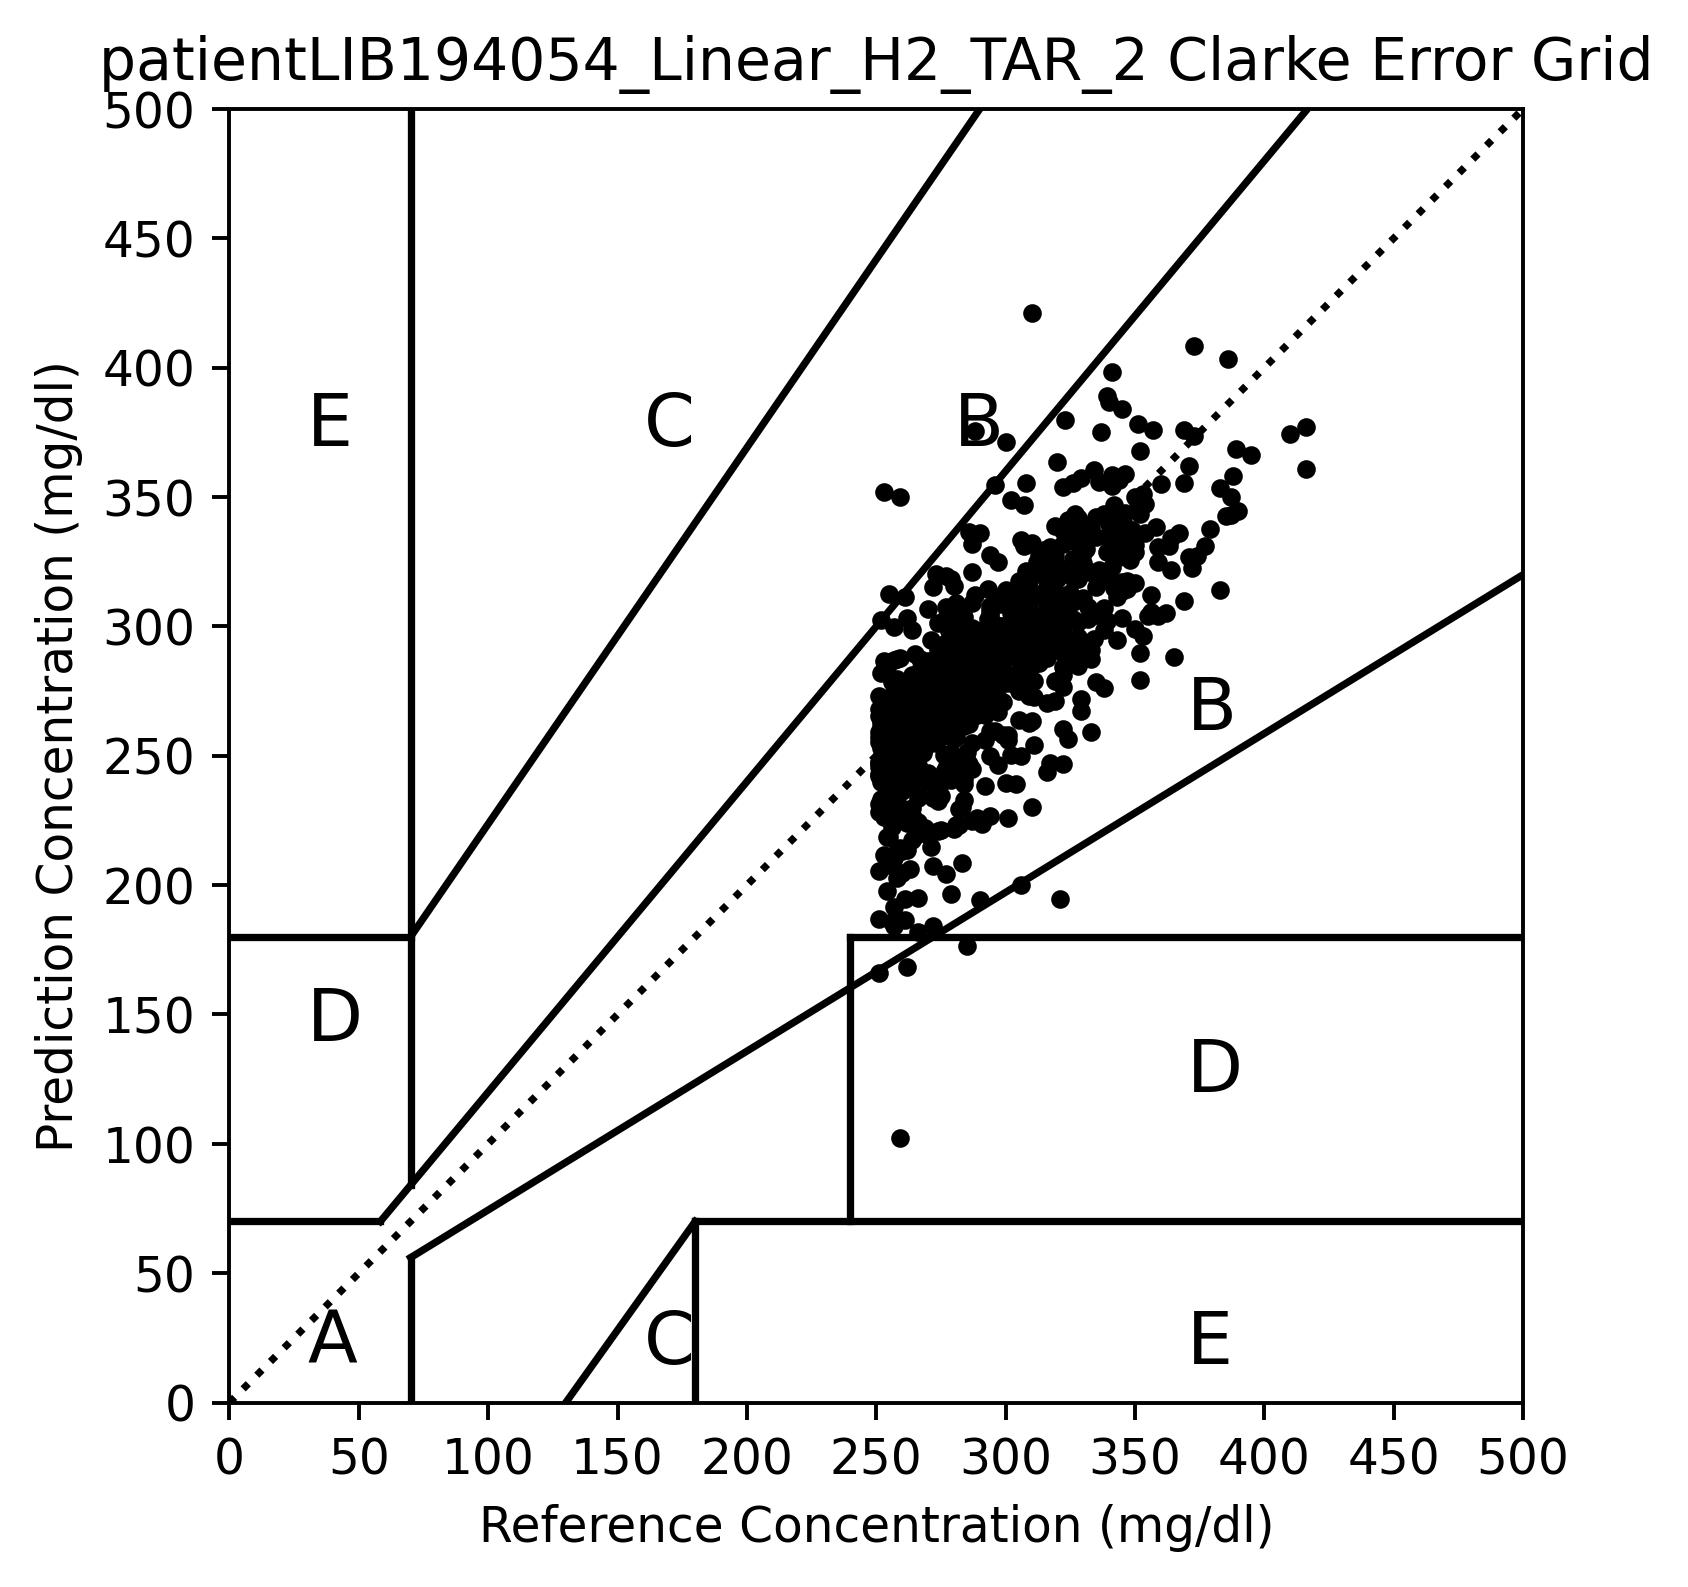 patientLIB194054_Linear_H2_TAR_2 Clarke Error Grid
500
450
400
350
300
250
200
150
100
50
0
Prediction Concentration (mg/dl)
E
C
B
B
D
D
A
C
E
0 50 100 150 200 250 300 350 400 450 500
Reference Concentration (mg/dl)